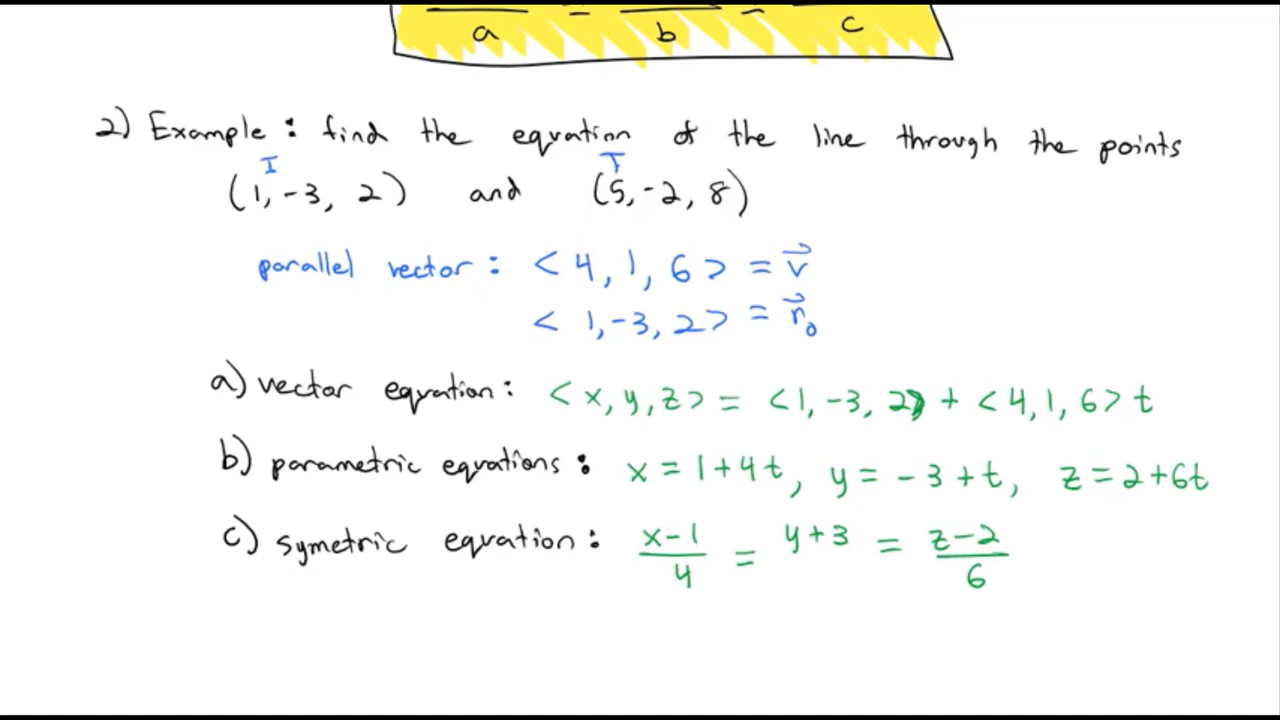 a = b = c
2) Example: find the equation of the line through the points
I T
(1,-3, 2) and (5,-2, 8)
parallel vector: <4, 1, 6> = v⃗
<1,-3, 2> = r⃗₀
a) vector equation: <x, y, z> = <1, -3, 2> + <4, 1, 6> t
b) parametric equations: x = 1+4t, y = -3+t, z = 2+6t
c) symetric equation: x-1/4 = y+3 = z-2/6